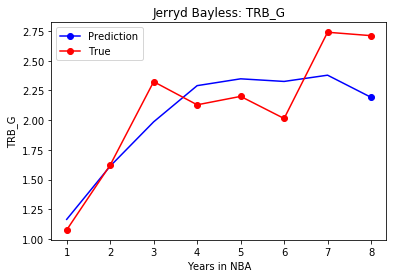 Jerryd Bayless: TRB_G
Prediction
True
2.75
2.50
2.25
2.00
1.75
1.50
1.25
1.00
TRB_G
1 2 3 4 5 6 7 8
Years in NBA